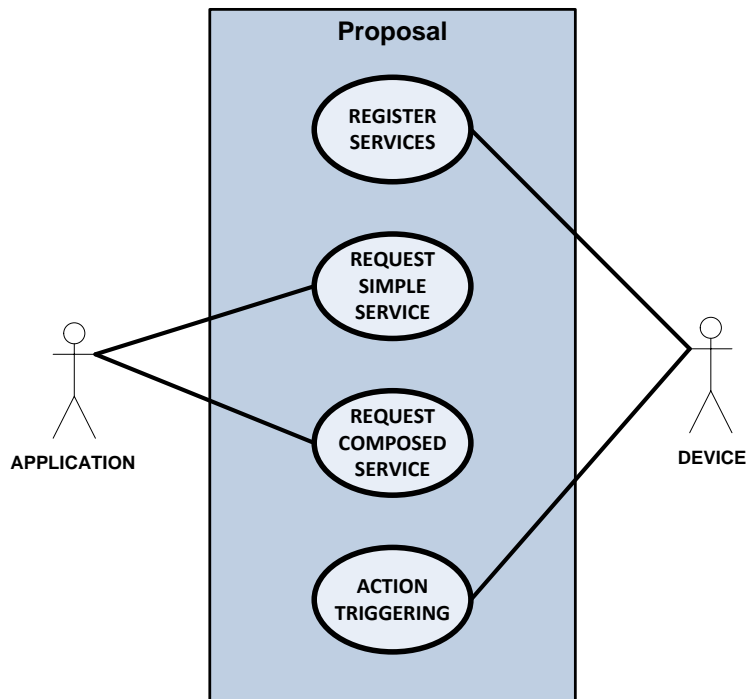 Proposal
REGISTER
SERVICES
REQUEST
SIMPLE
SERVICE
REQUEST
COMPOSED
SERVICE
APPLICATION
DEVICE
ACTION
TRIGGERING